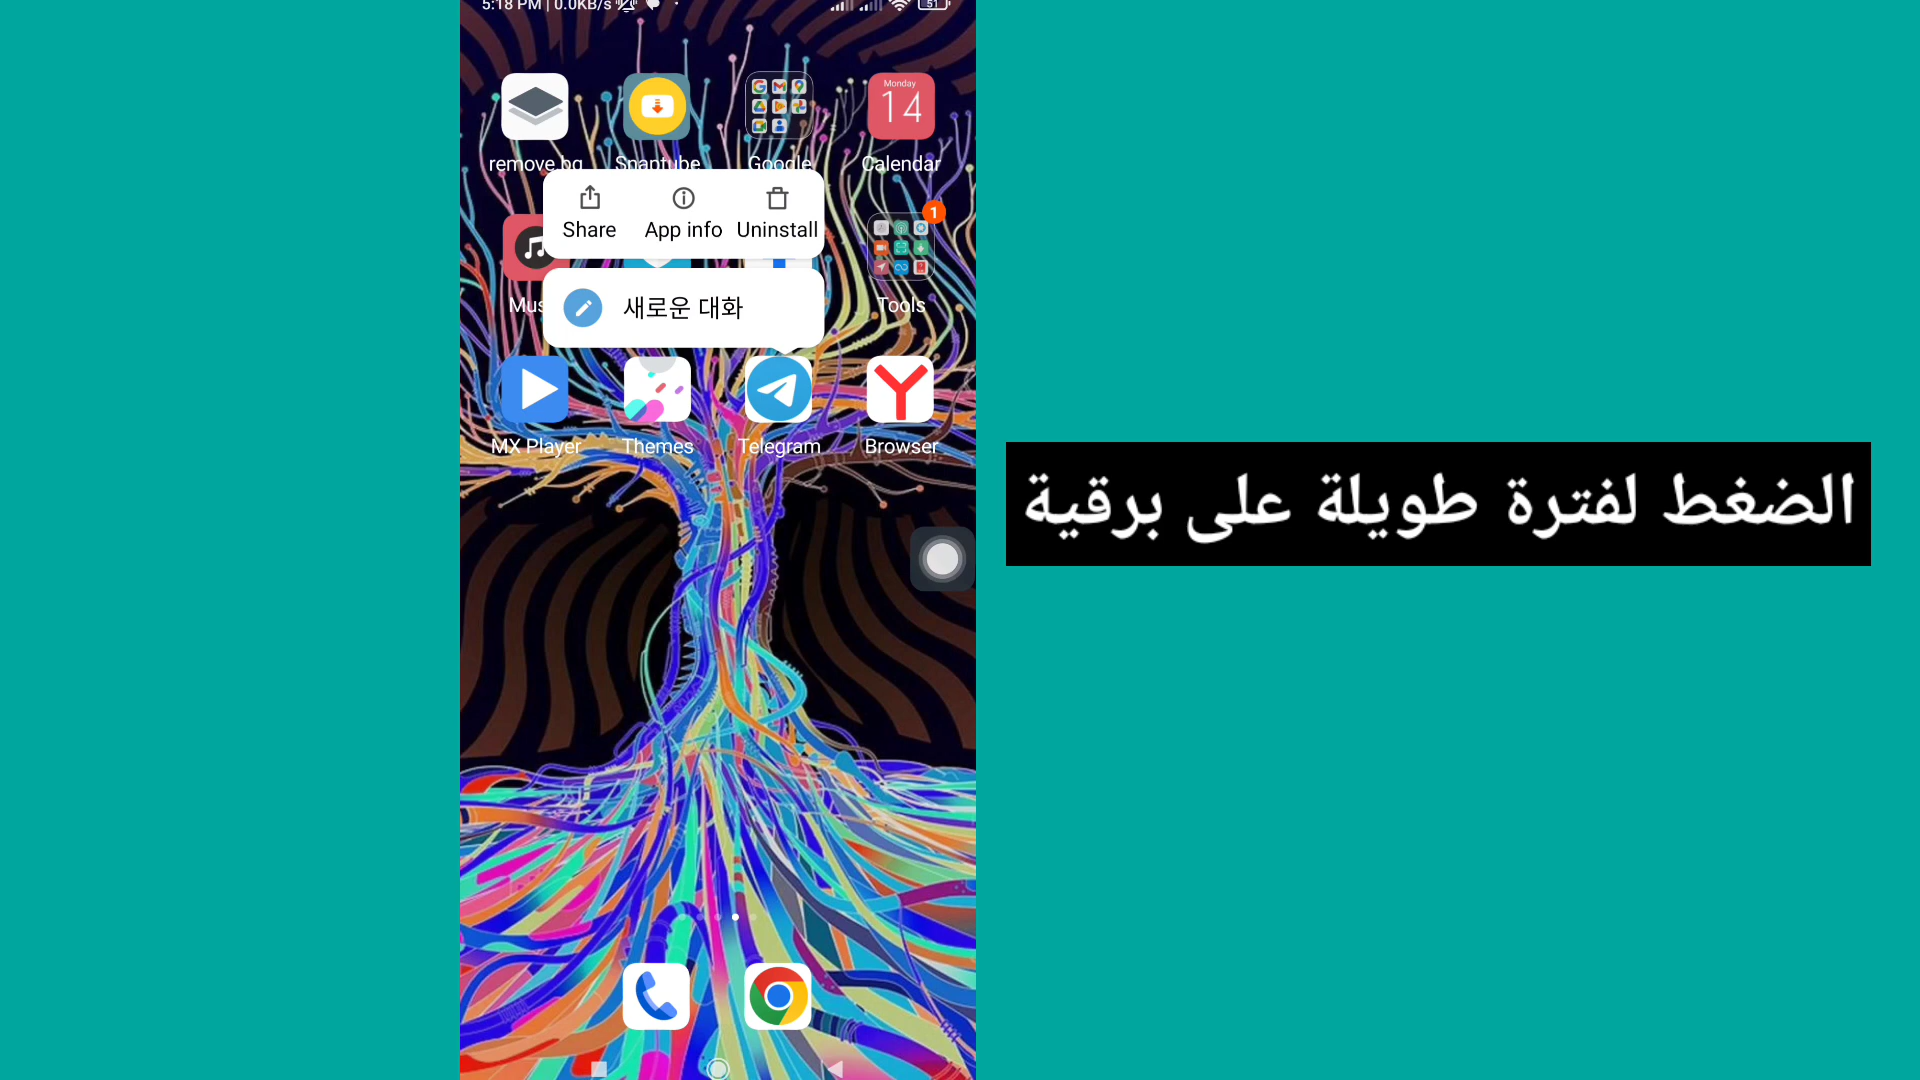 5:18 PM | 0.0KB/s
51
Monday
14
remove.bg
Snaptube
Google
Calendar
Share
App info
Uninstall
1
새로운 대화
Tools
MX Player
Themes
Telegram
Browser
الضغط لفترة طويلة على برقية